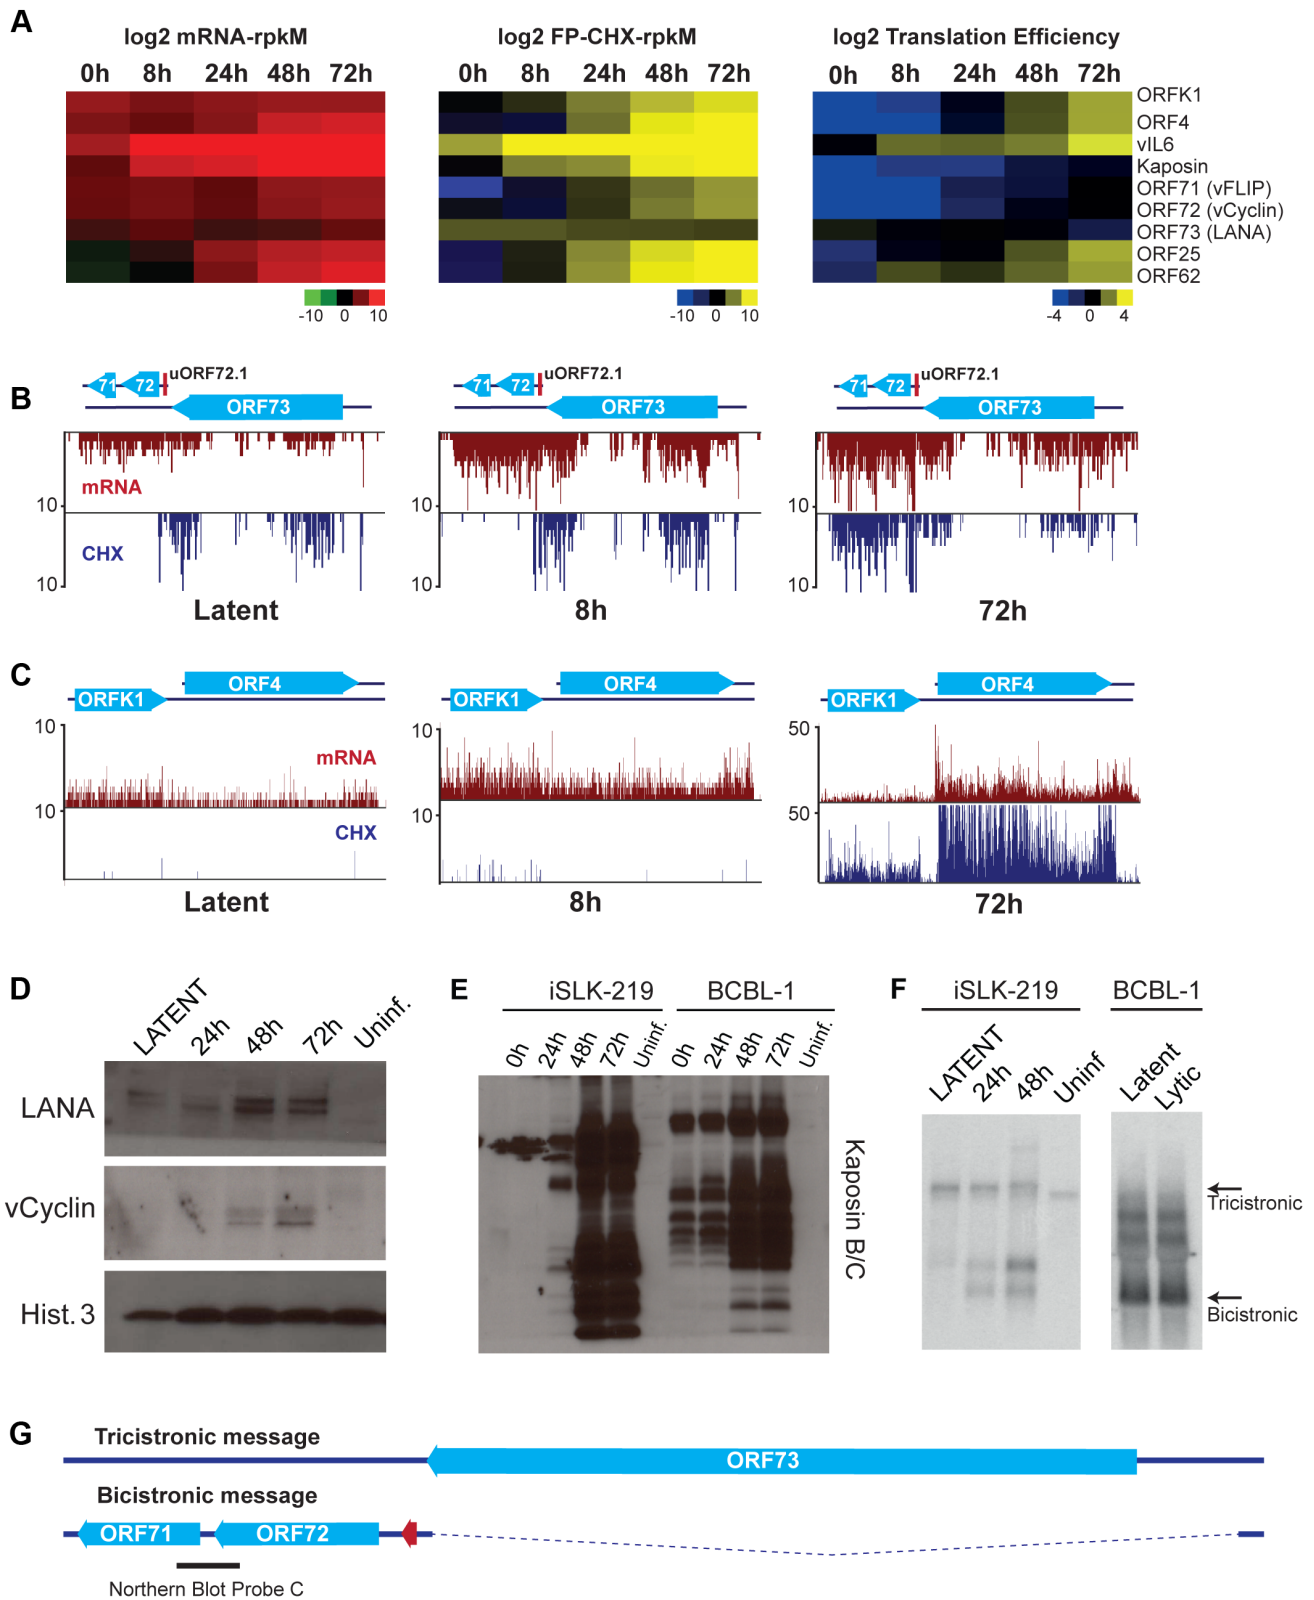 A
log2 mRNA-rpkM
log2 FP-CHX-rpkM
log2 Translation Efficiency
0h 8h 24h 48h 72h
0h 8h 24h 48h 72h
0h 8h 24h 48h 72h
ORFK1
ORF4
vIL6
Kaposin
ORF71 (vFLIP)
ORF72 (vCyclin)
ORF73 (LANA)
ORF25
ORF62
-10 0 10
-10 0 10
-4 0 4
B
71 72 uORF72.1
ORF73
71 72 uORF72.1
ORF73
71 72 uORF72.1
ORF73
mRNA
10
CHX
10
Latent
10
10
8h
10
10
72h
C
ORF4
ORFK1
ORF4
ORFK1
ORF4
ORFK1
10
mRNA
10
CHX
Latent
10
10
8h
50
50
72h
D
LATENT 24h 48h 72h Uninf.
LANA
vCyclin
Hist. 3
E
iSLK-219 BCBL-1
0h 24h 48h 72h Uninf. 0h 24h 48h 72h Uninf.
Kaposin B/C
F
iSLK-219 BCBL-1
LATENT 24h 48h Uninf Latent Lytic
Tricistronic
Bicistronic
G
Tricistronic message
ORF73
Bicistronic message
ORF71 ORF72
Northern Blot Probe C